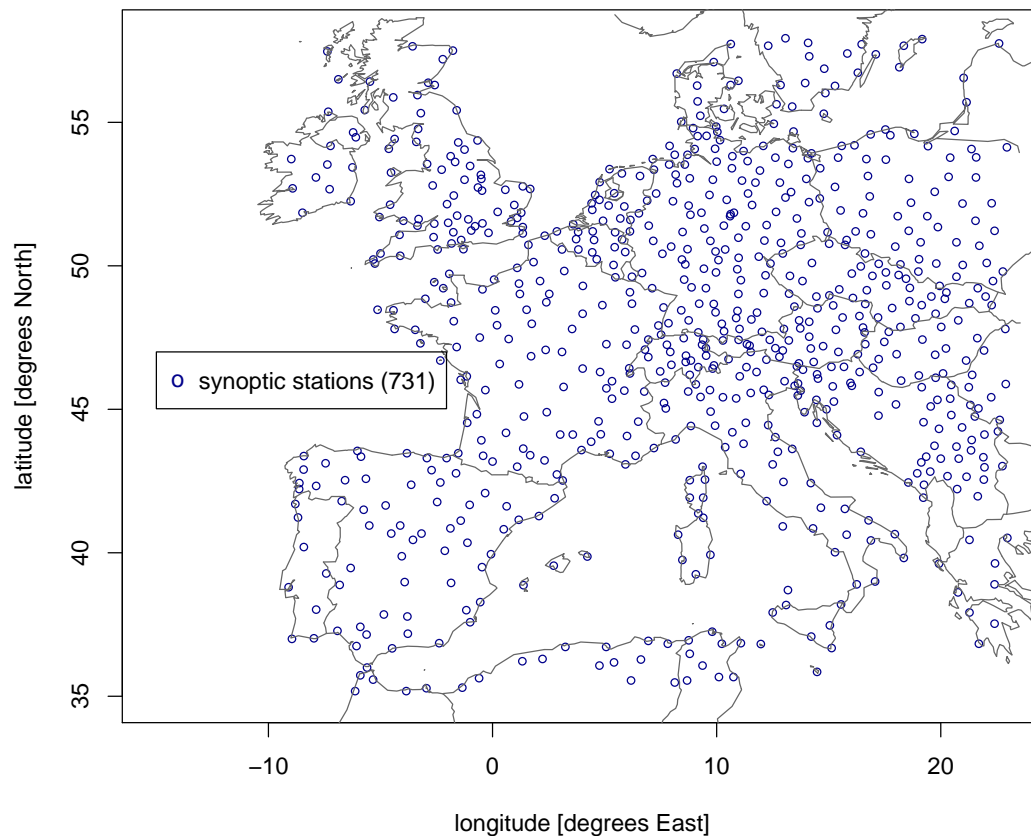 55
50
45
40
35
latitude [degrees North]
o synoptic stations (731)
−10 0 10 20
longitude [degrees East]